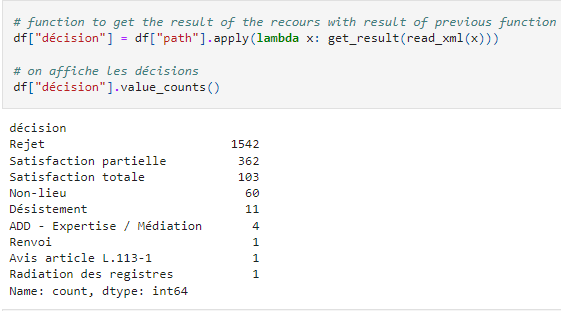 # function to get the result of the recours with result of previous function
df["décision"] = df["path"].apply(lambda x: get_result(read_xml(x)))
# on affiche les décisions
df["décision"].value_counts()
décision
Rejet 1542
Satisfaction partielle 362
Satisfaction totale 103
Non-lieu 60
Désistement 11
ADD - Expertise / Médiation 4
Renvoi 1
Avis article L.113-1 1
Radiation des registres 1
Name: count, dtype: int64